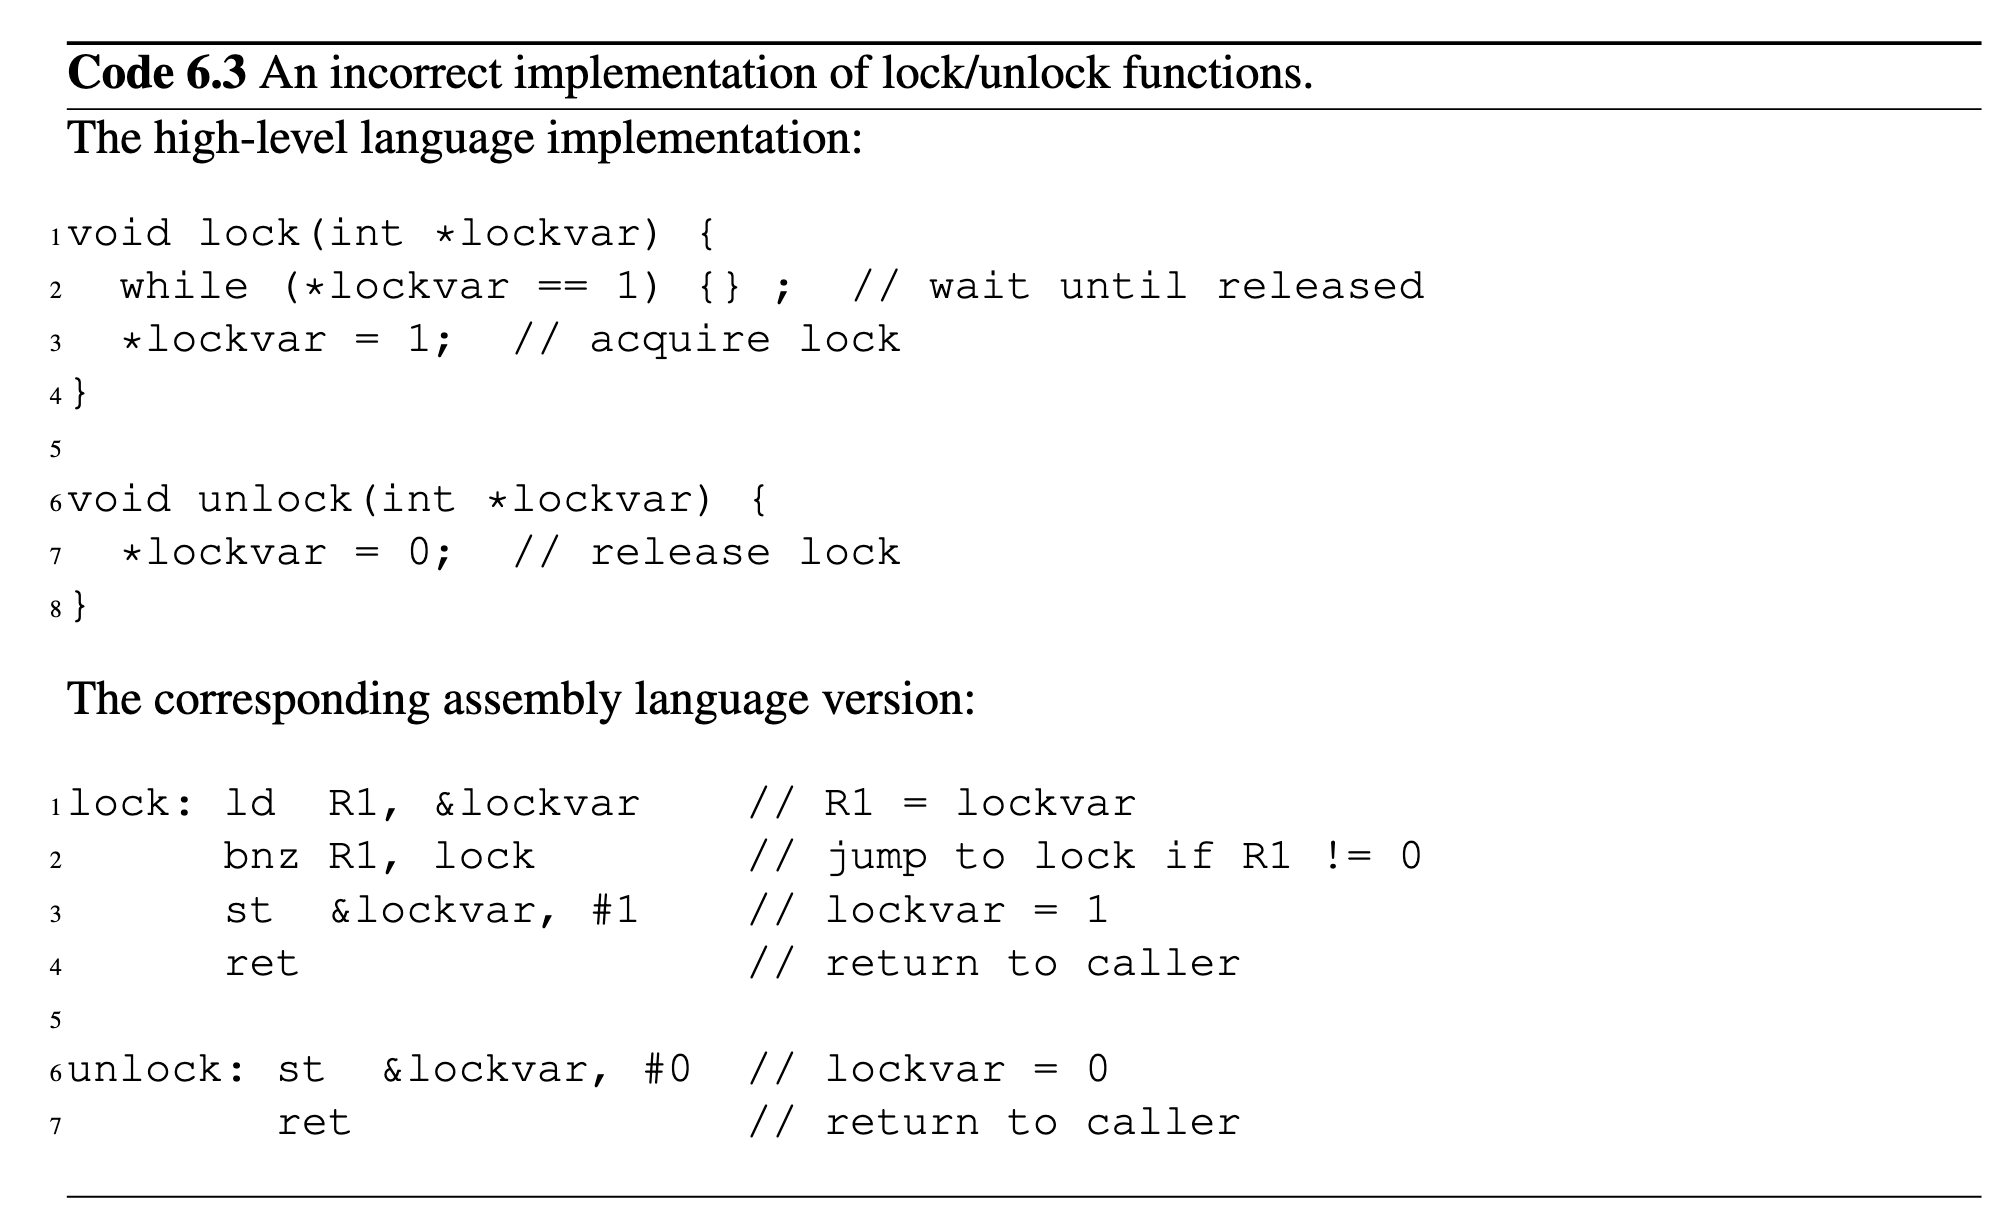 Code 6.3 An incorrect implementation of lock/unlock functions.
The high-level language implementation:
1 void lock(int *lockvar) {
2   while (*lockvar == 1) {} ;  // wait until released
3   *lockvar = 1;  // acquire lock
4 }
5
6 void unlock(int *lockvar) {
7   *lockvar = 0;  // release lock
8 }
The corresponding assembly language version:
1 lock: ld  R1, &lockvar    // R1 = lockvar
2       bnz R1, lock        // jump to lock if R1 != 0
3       st  &lockvar, #1    // lockvar = 1
4       ret                 // return to caller
5
6 unlock: st  &lockvar, #0  // lockvar = 0
7         ret               // return to caller